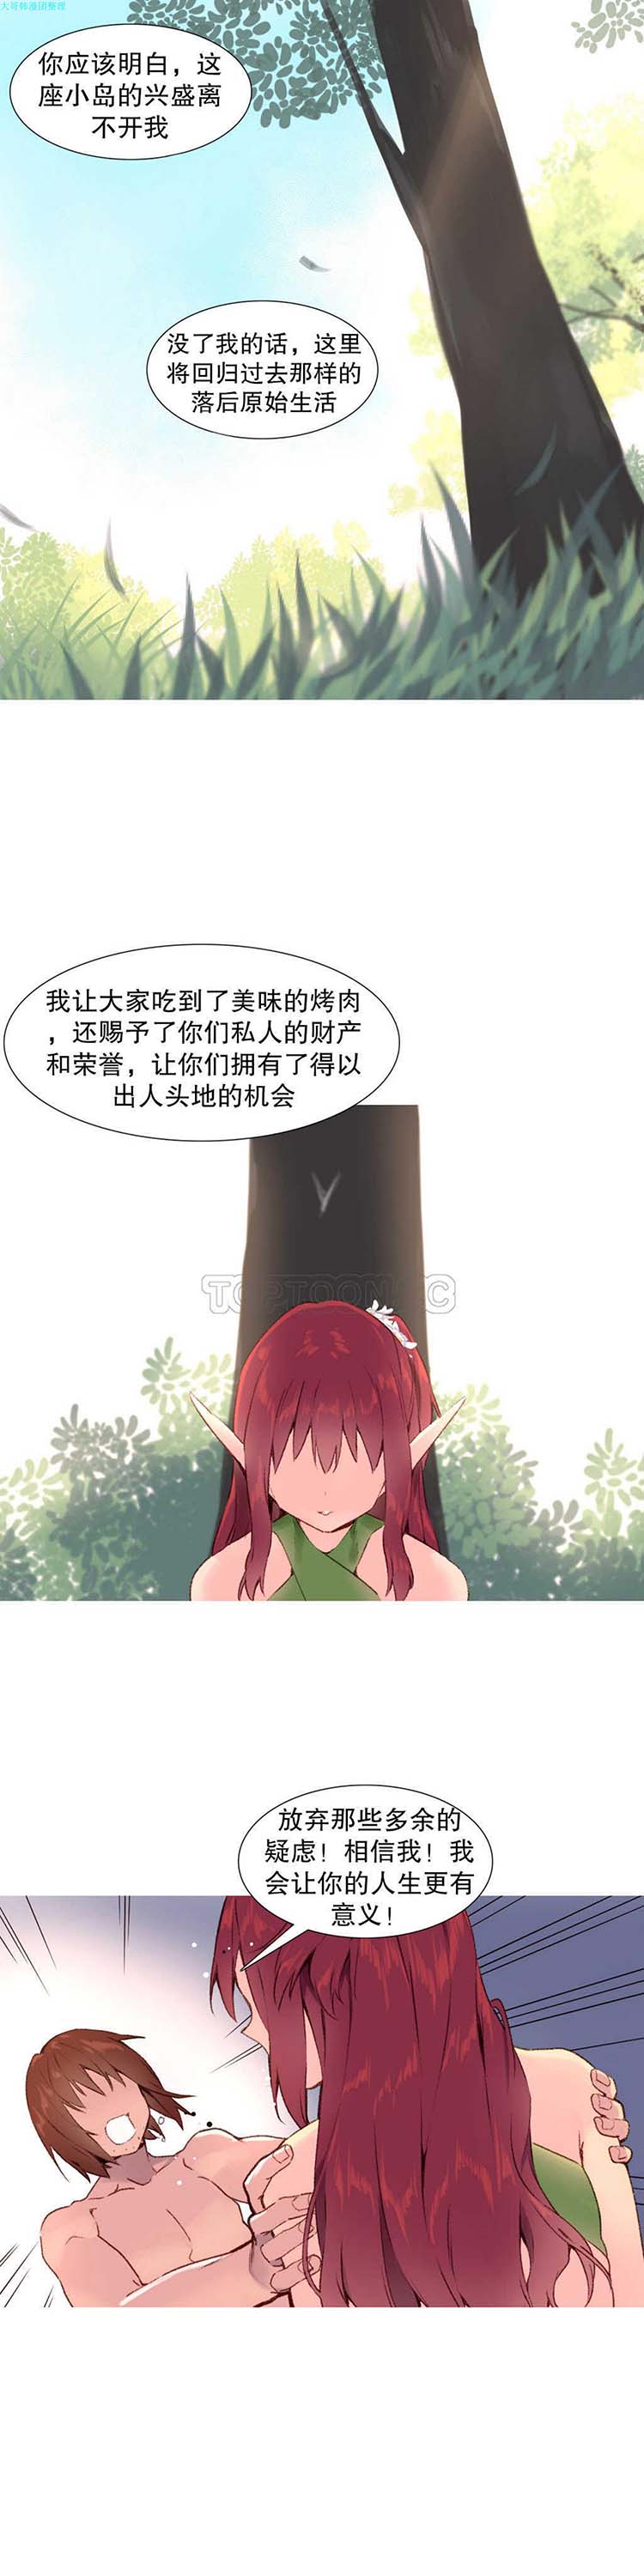 大哥韩漫团整理
你应该明白，这
座小岛的兴盛离
不开我
没了我的话，这里
将回归过去那样的
落后原始生活
我让大家吃到了美味的烤肉
，还赐予了你们私人的财产
和荣誉，让你们拥有了得以
出人头地的机会
放弃那些多余的
疑虑！相信我！我
会让你的人生更有
意义！